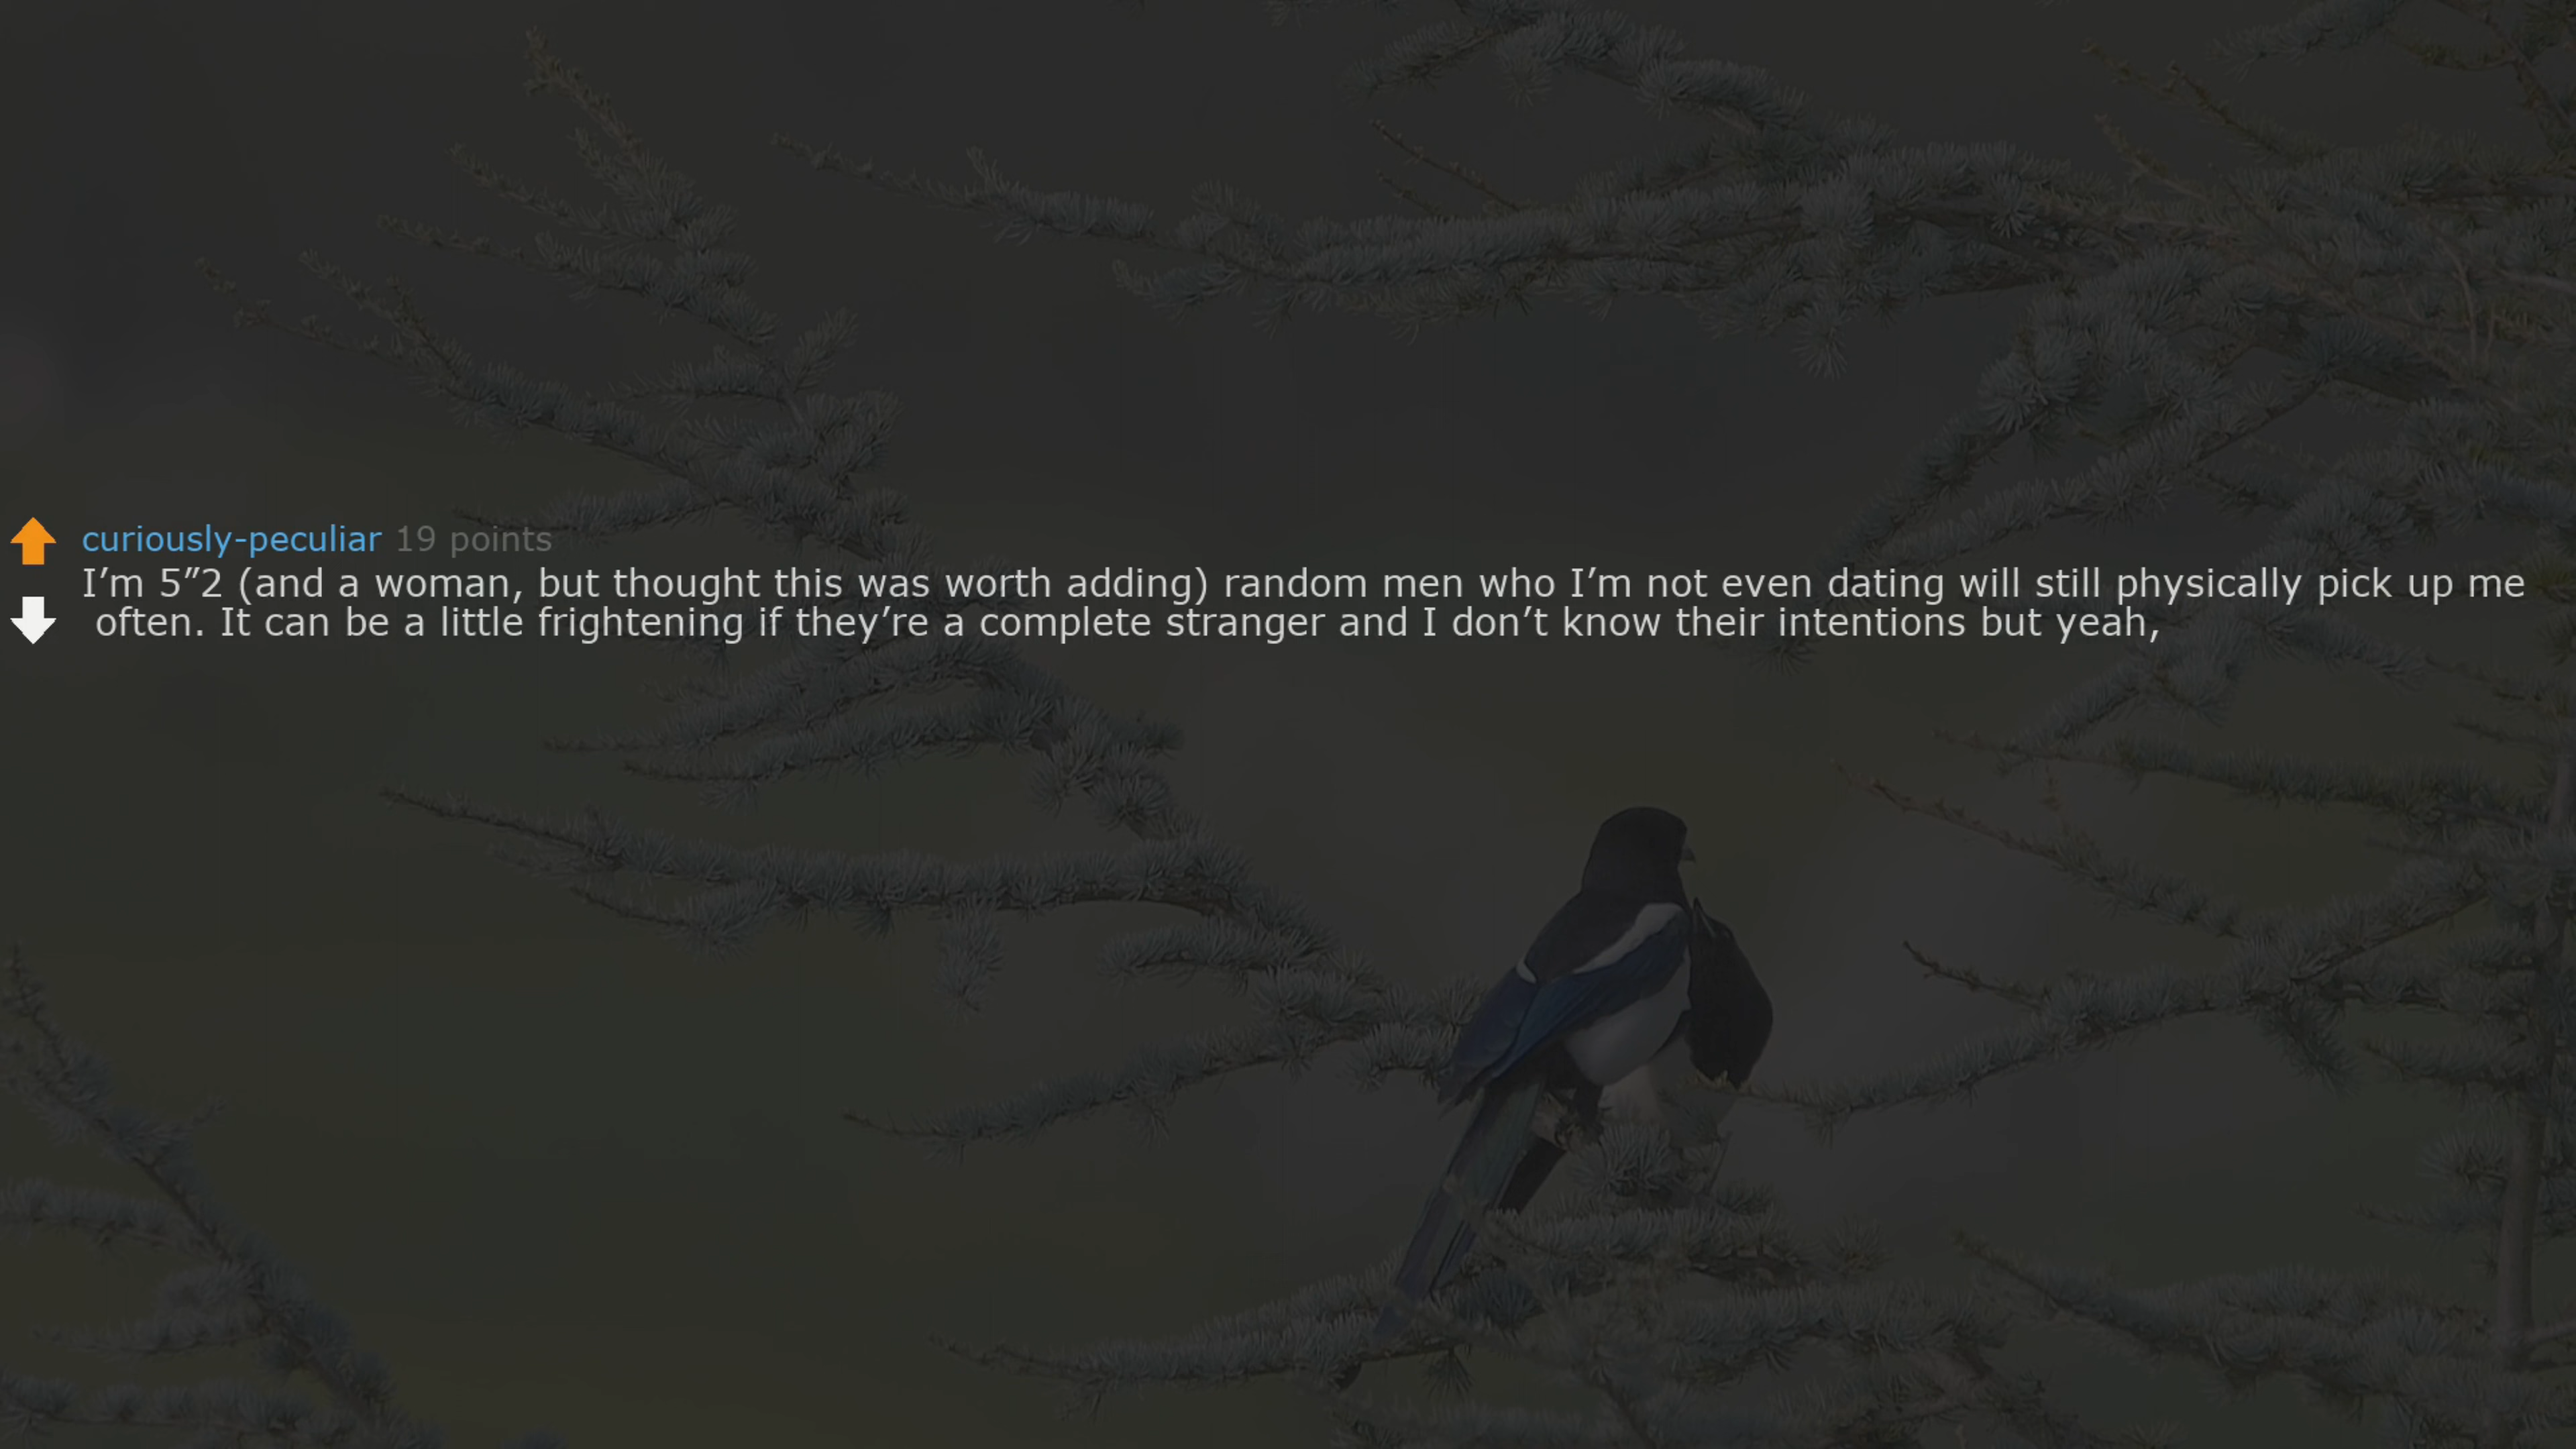 curiously-peculiar 19 points
I’m 5”2 (and a woman, but thought this was worth adding) random men who I’m not even dating will still physically pick up me
often. It can be a little frightening if they’re a complete stranger and I don’t know their intentions but yeah,